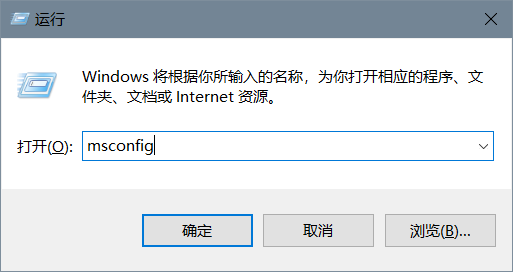 运行
Windows 将根据你所输入的名称，为你打开相应的程序、文
件夹、文档或 Internet 资源。
打开(O): msconfig
确定 取消 浏览(B)...